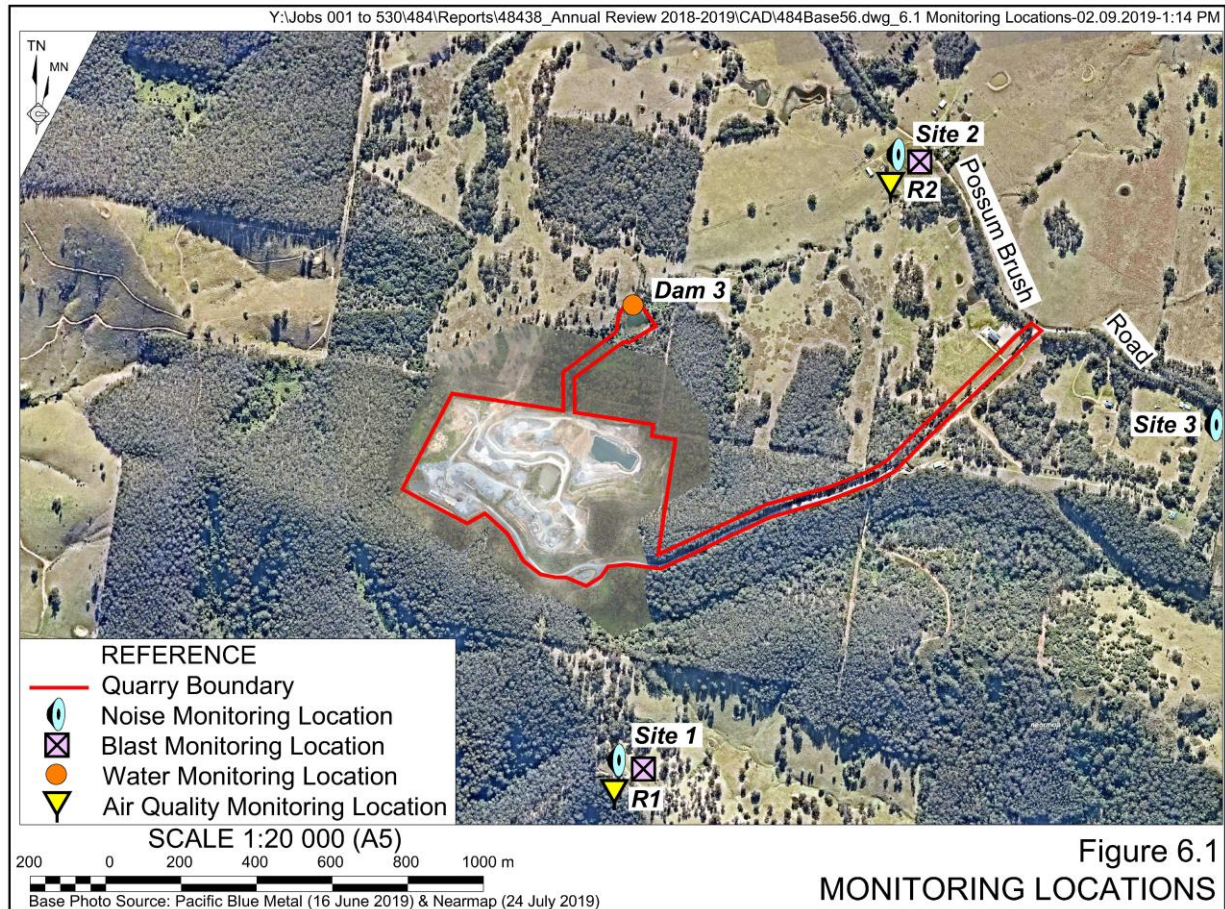 Y:\Jobs 001 to 530\484\Reports\48438_Annual Review 2018-2019\CAD\484Base56.dwg_6.1 Monitoring Locations-02.09.2019-1:14 PM
TN
MN
Site 2
R2
Possum Brush
Road
Dam 3
Site 3
Site 1
R1
REFERENCE
Quarry Boundary
Noise Monitoring Location
Blast Monitoring Location
Water Monitoring Location
Air Quality Monitoring Location
SCALE 1:20 000 (A5)
200 0 200 400 600 800 1000 m
Base Photo Source: Pacific Blue Metal (16 June 2019) & Nearmap (24 July 2019)
Figure 6.1
MONITORING LOCATIONS